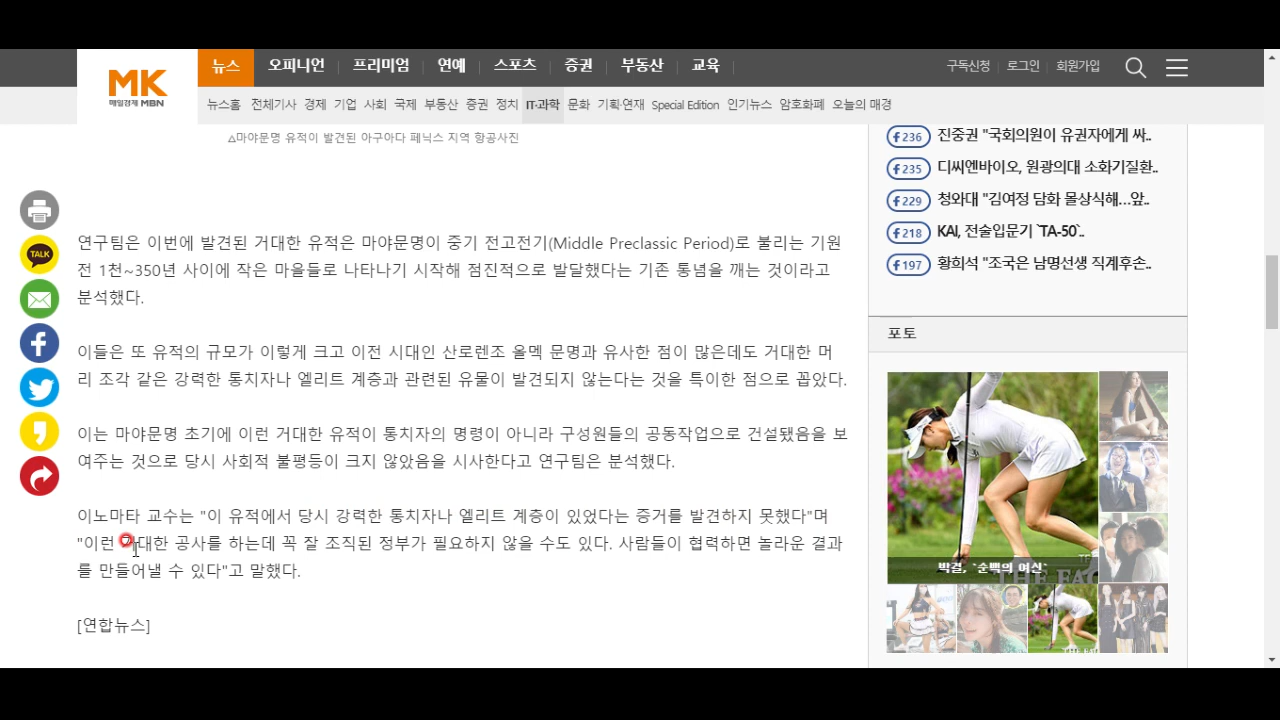 MK
매일경제 MBN
뉴스 오피니언 프리미엄 연예 스포츠 증권 부동산 교육
구독신청 로그인 회원가입
뉴스홈 전체기사 경제 기업 사회 국제 부동산 증권 정치 IT·과학 문화 기획·연재 Special Edition 인기뉴스 암호화폐 오늘의 매경
△마야문명 유적이 발견된 아구아다 페닉스 지역 항공사진
연구팀은 이번에 발견된 거대한 유적은 마야문명이 중기 전고전기(Middle Preclassic Period)로 불리는 기원
전 1천~350년 사이에 작은 마을들로 나타나기 시작해 점진적으로 발달했다는 기존 통념을 깨는 것이라고
분석했다.
이들은 또 유적의 규모가 이렇게 크고 이전 시대인 산로렌조 올멕 문명과 유사한 점이 많은데도 거대한 머
리 조각 같은 강력한 통치자나 엘리트 계층과 관련된 유물이 발견되지 않는다는 것을 특이한 점으로 꼽았다.
이는 마야문명 초기에 이런 거대한 유적이 통치자의 명령이 아니라 구성원들의 공동작업으로 건설됐음을 보
여주는 것으로 당시 사회적 불평등이 크지 않았음을 시사한다고 연구팀은 분석했다.
이노마타 교수는 "이 유적에서 당시 강력한 통치자나 엘리트 계층이 있었다는 증거를 발견하지 못했다"며
"이런 거대한 공사를 하는데 꼭 잘 조직된 정부가 필요하지 않을 수도 있다. 사람들이 협력하면 놀라운 결과
를 만들어낼 수 있다"고 말했다.
[연합뉴스]
TALK
236 진중권 "국회의원이 유권자에게 싸..
235 디씨엔바이오, 원광의대 소화기질환..
229 청와대 "김여정 담화 몰상식해…앞..
218 KAI, 전술입문기 `TA-50`..
197 황희석 "조국은 남명선생 직계후손..
포토
박결, `순백의 여신`
THE FAC